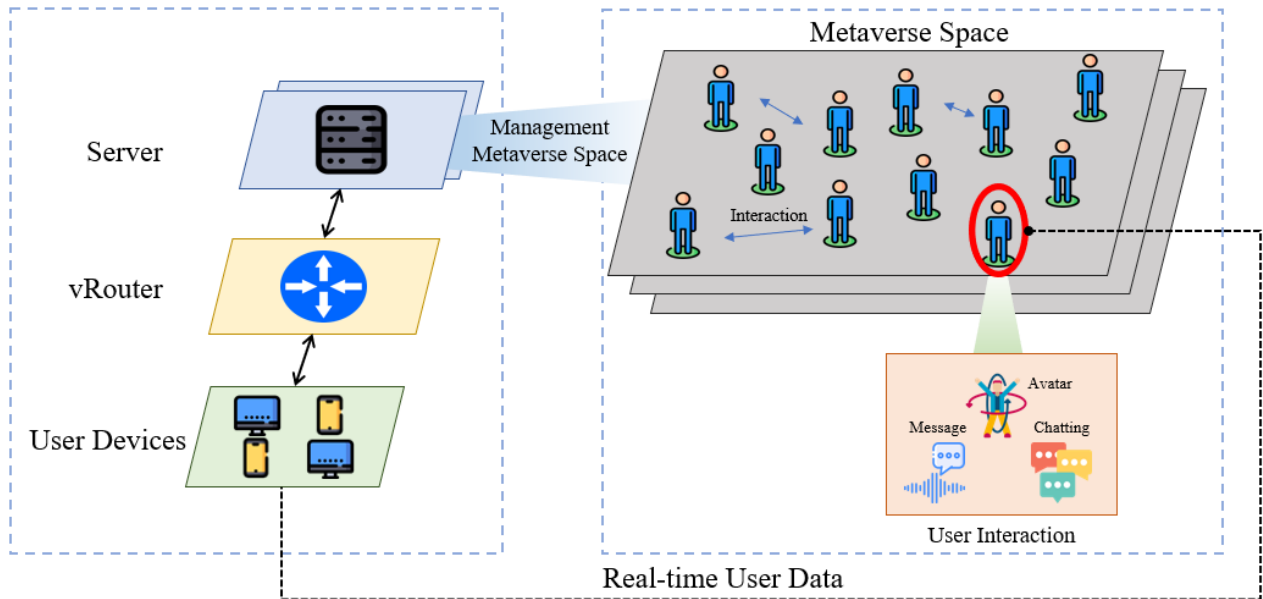 Metaverse Space
Server
Management
Metaverse Space
Interaction
vRouter
User Devices
Avatar
Message
Chatting
User Interaction
Real-time User Data